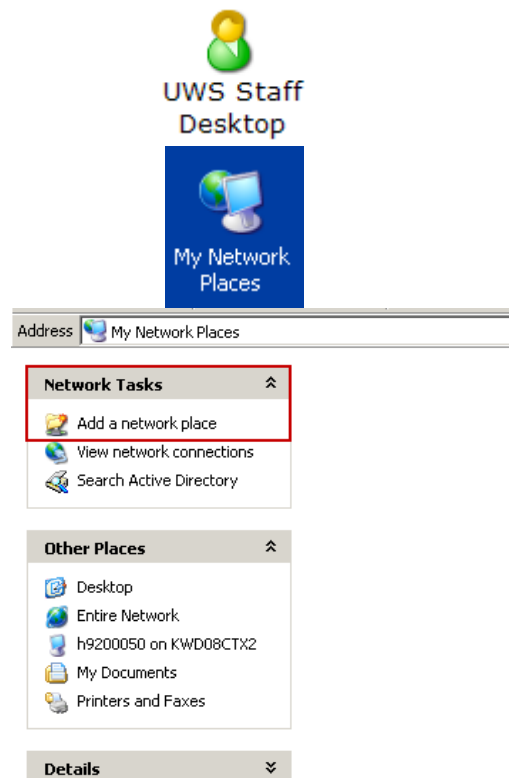 UWS Staff
Desktop
My Network
Places
Address My Network Places
Network Tasks
Add a network place
View network connections
Search Active Directory
Other Places
Desktop
Entire Network
h9200050 on KWD08CTX2
My Documents
Printers and Faxes
Details